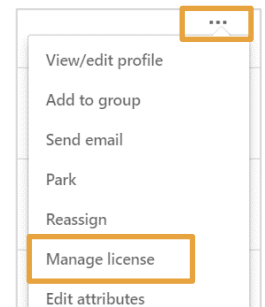 ...
View/edit profile
Add to group
Send email
Park
Reassign
Manage license
Edit attributes